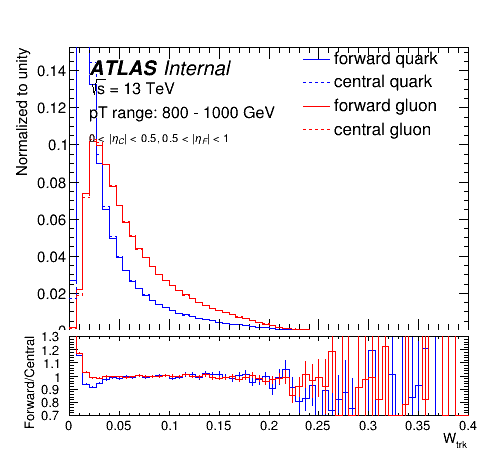 Normalized to unity
0.14
0.12
0.1
0.08
0.06
0.04
0.02
ATLAS Internal
√s = 13 TeV
pT range: 800 - 1000 GeV
0 < |η_C| < 0.5, 0.5 < |η_F| < 1
forward quark
central quark
forward gluon
central gluon
Forward/Central
1.3
1.2
1.1
1
0.9
0.8
0.7
0 0.05 0.1 0.15 0.2 0.25 0.3 0.35 0.4
W_trk